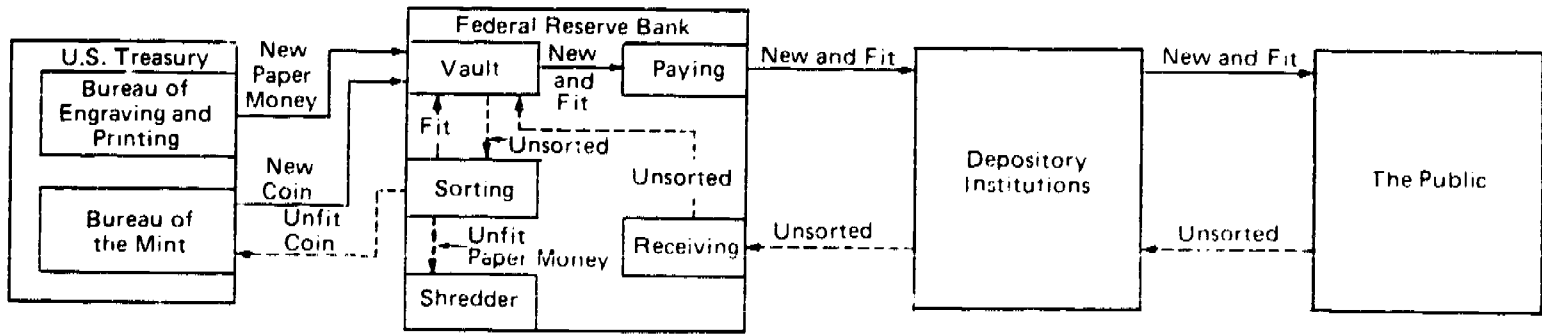 U.S. Treasury
Bureau of
Engraving and
Printing
Bureau of
the Mint
New
Paper
Money
New
Coin
Unfit
Coin
Federal Reserve Bank
Vault
New
and
Fit
Paying
Fit
Unsorted
Sorting
Unsorted
Unfit
Paper Money
Receiving
Shredder
New and Fit
Unsorted
Depository
Institutions
New and Fit
Unsorted
The Public